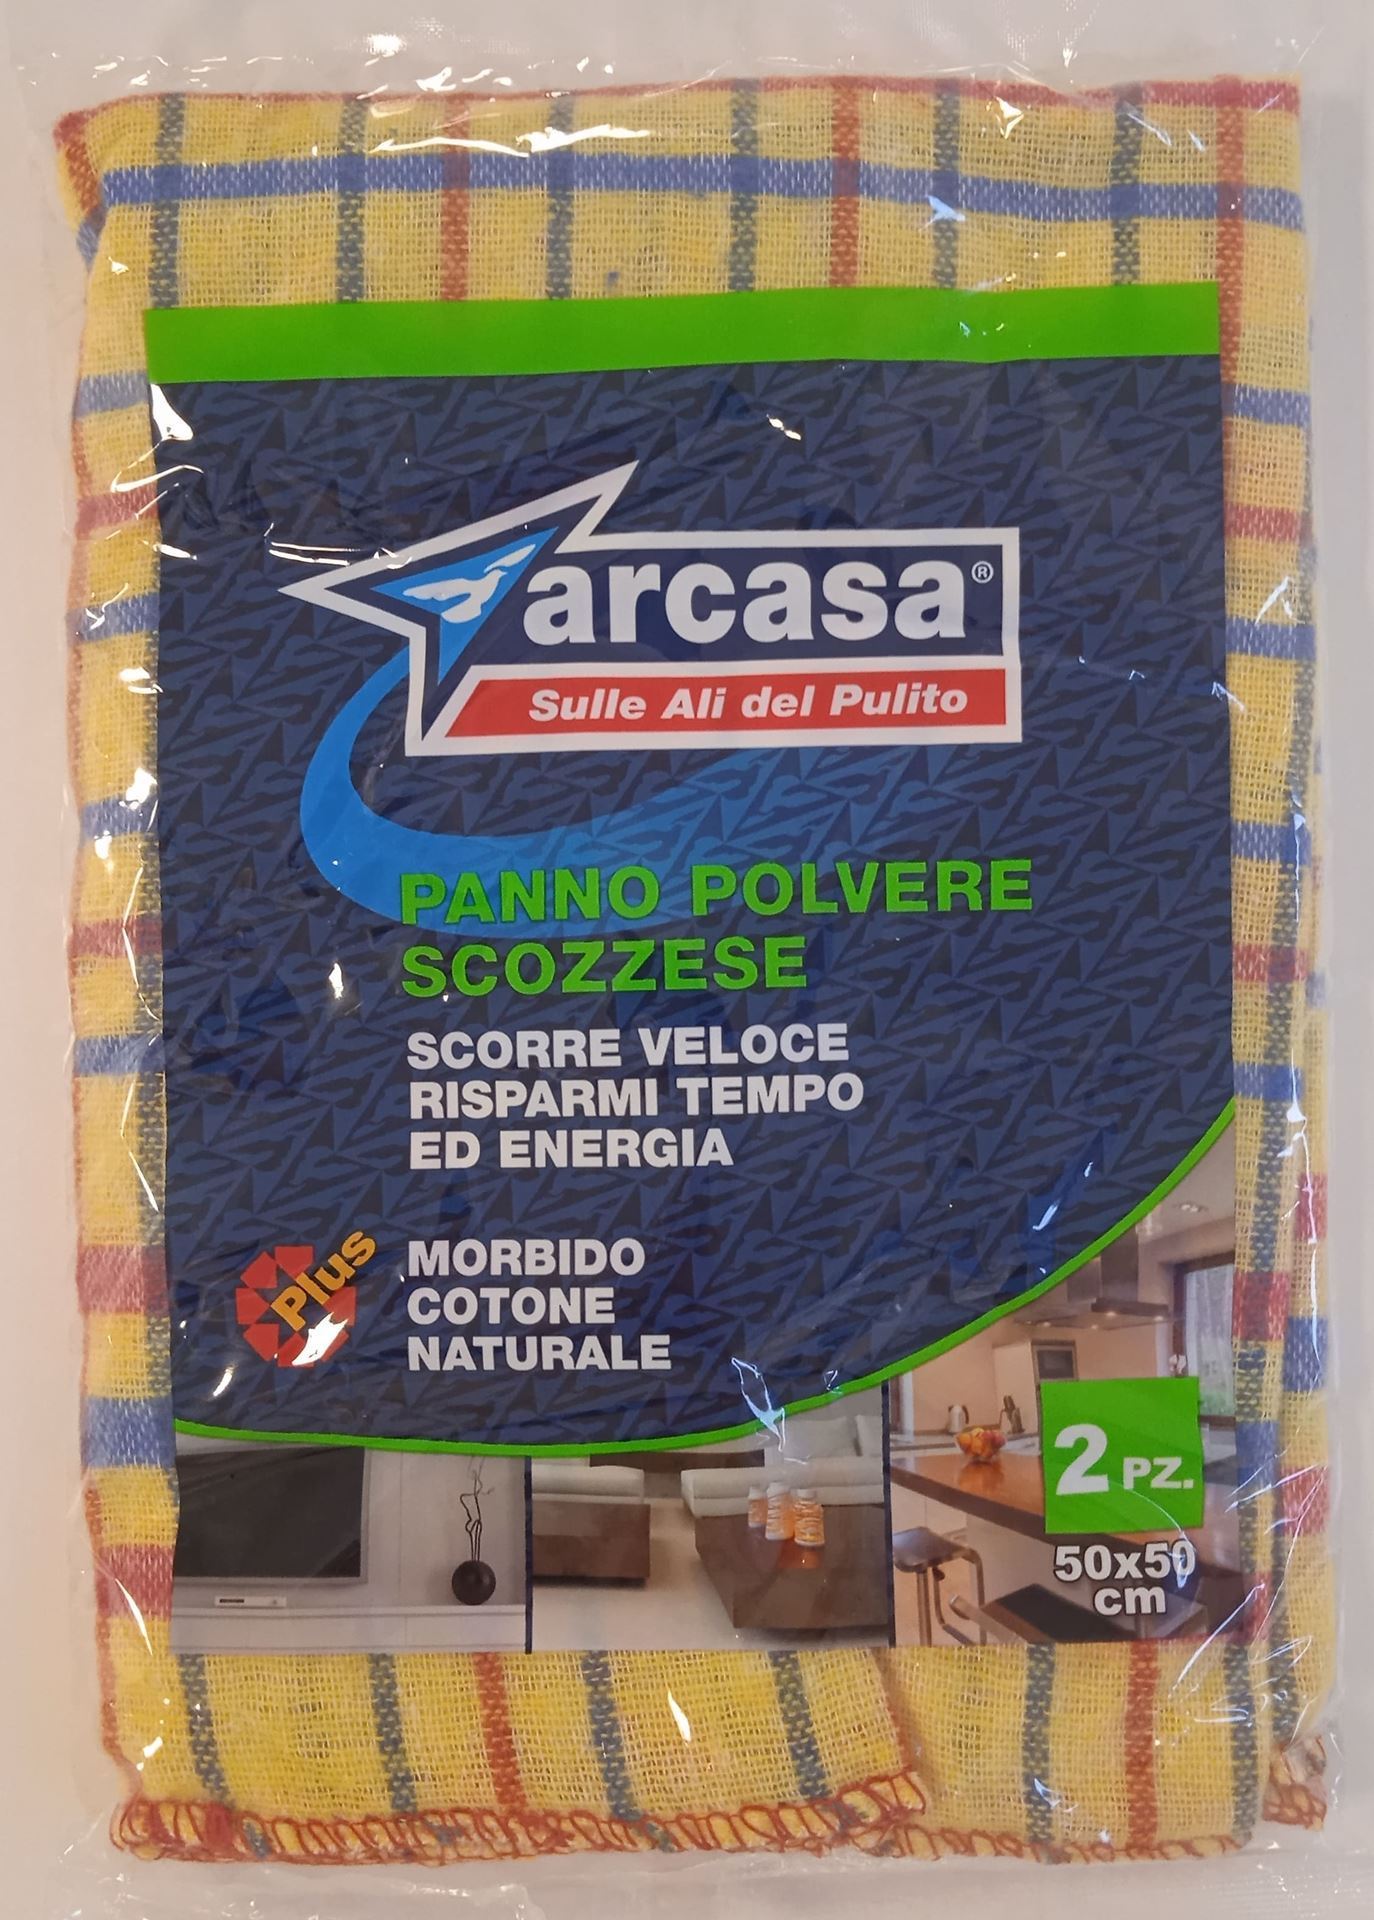 arcasa®
Sulle Ali del Pulito
PANNO POLVERE
SCOZZESE
SCORRE VELOCE
RISPARMI TEMPO
ED ENERGIA
Plus
MORBIDO
COTONE
NATURALE
2 PZ.
50x50
cm